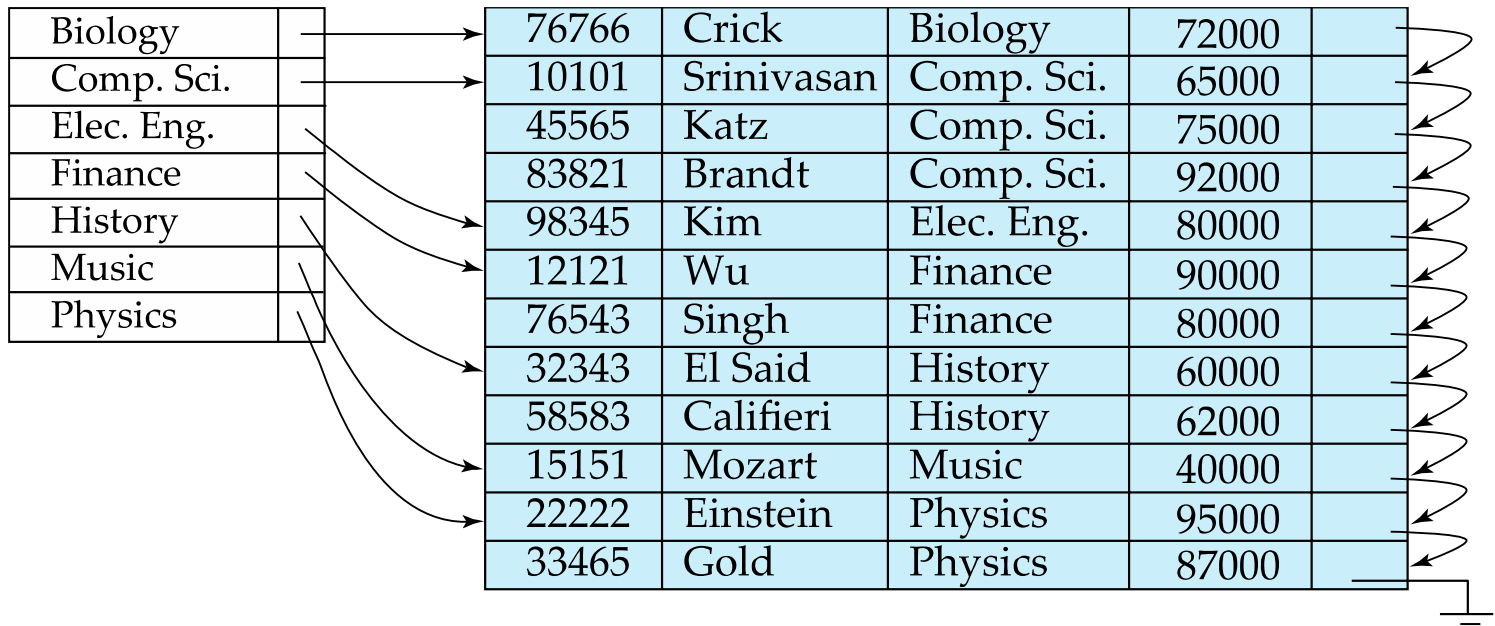 Biology
Comp. Sci.
Elec. Eng.
Finance
History
Music
Physics
76766 Crick Biology 72000
10101 Srinivasan Comp. Sci. 65000
45565 Katz Comp. Sci. 75000
83821 Brandt Comp. Sci. 92000
98345 Kim Elec. Eng. 80000
12121 Wu Finance 90000
76543 Singh Finance 80000
32343 El Said History 60000
58583 Califieri History 62000
15151 Mozart Music 40000
22222 Einstein Physics 95000
33465 Gold Physics 87000